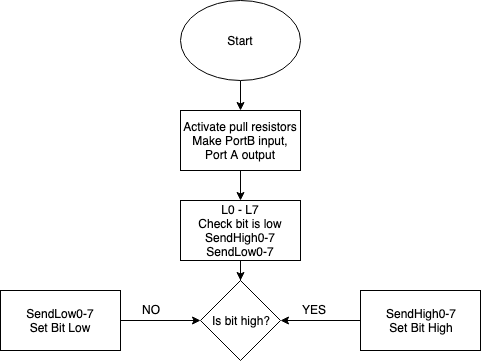 Start
Activate pull resistors
Make PortB input,
Port A output
L0 - L7
Check bit is low
SendHigh0-7
SendLow0-7
SendLow0-7
Set Bit Low
NO
Is bit high?
YES
SendHigh0-7
Set Bit High